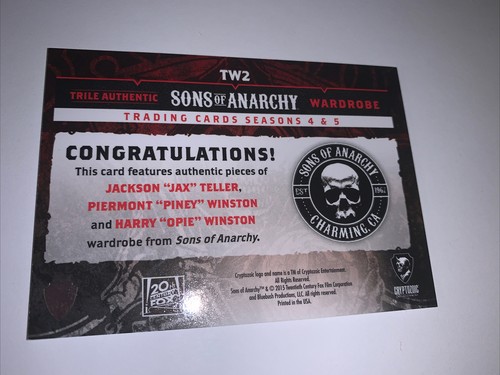 TW2
TRILE AUTHENTIC SONS OF ANARCHY WARDROBE
TRADING CARDS SEASONS 4 & 5
CONGRATULATIONS!
This card features authentic pieces of
JACKSON "JAX" TELLER,
PIERMONT "PINEY" WINSTON
and HARRY "OPIE" WINSTON
wardrobe from Sons of Anarchy.
SONS OF ANARCHY
EST 1967
CHARMING, CA
20TH
CENTURY
FOX
Cryptozoic logo and name is a TM of Cryptozoic Entertainment.
All Rights Reserved.
Sons of Anarchy™ & © 2015 Twentieth Century Fox Film Corporation
and Bluebush Productions, LLC. All rights reserved.
Printed in the USA.
CRYPTOZOIC